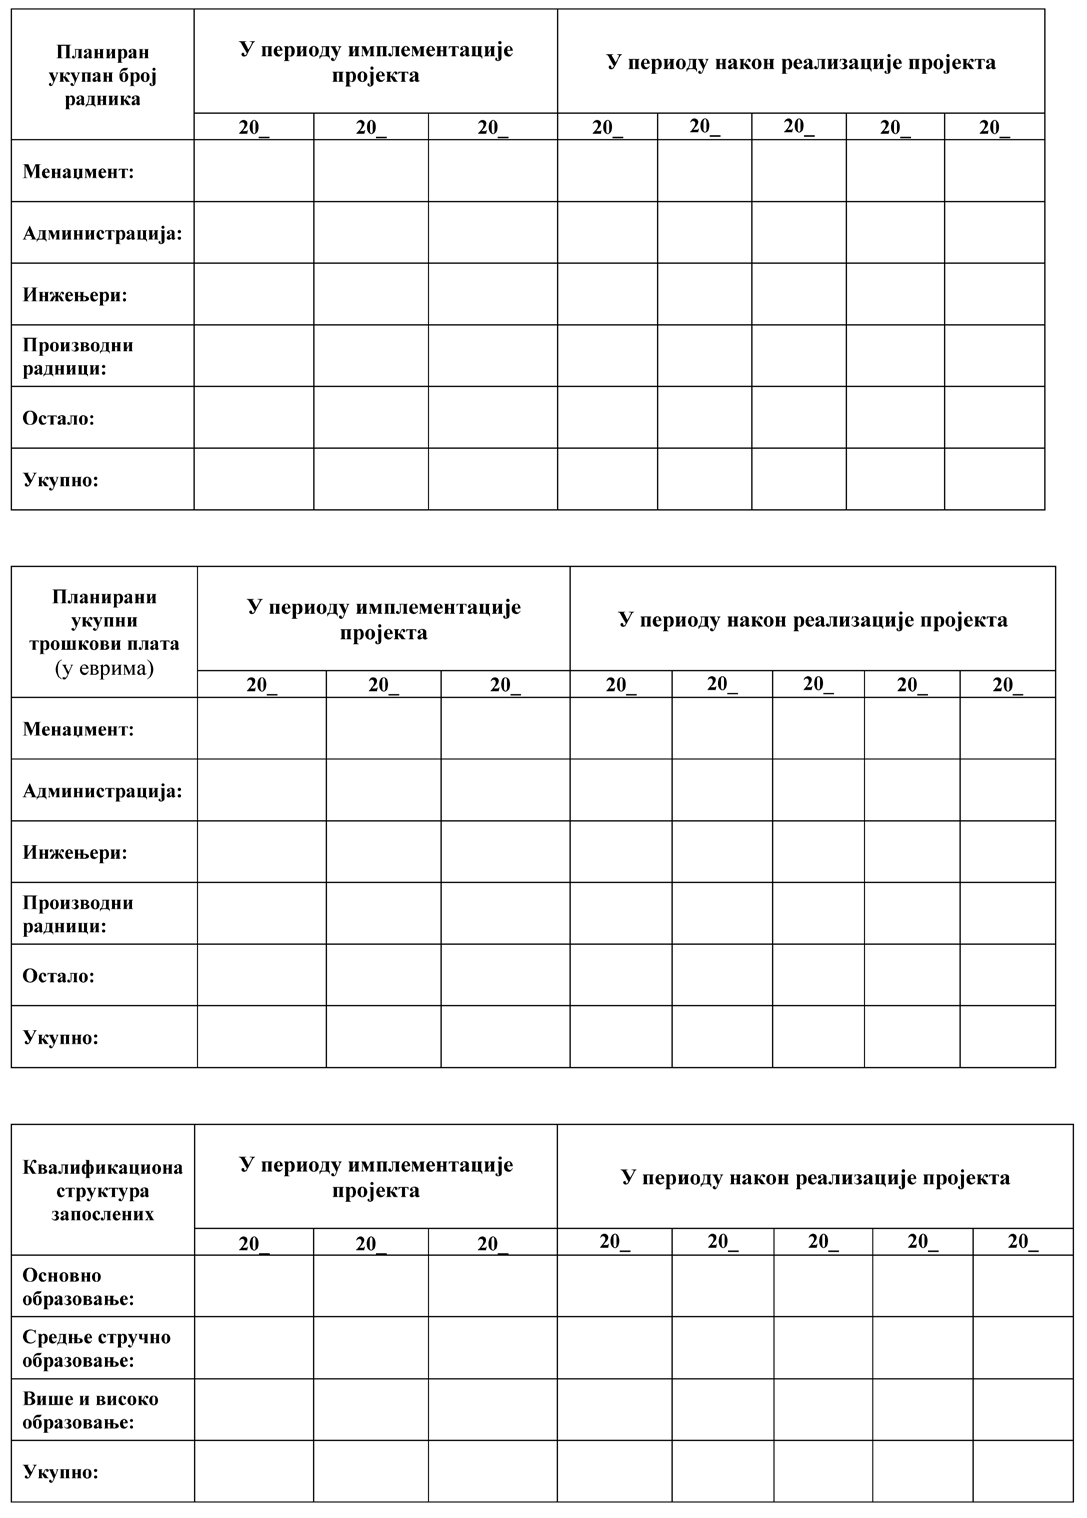 Планиран
укупан број
радника
У периоду имплементације
пројекта
У периоду након реализације пројекта
20_ 20_ 20_ 20_ 20_ 20_ 20_ 20_
Менаџмент:
Администрација:
Инжењери:
Производни
радници:
Остало:
Укупно:
Планирани
укупни
трошкови плата
(у еврима)
У периоду имплементације
пројекта
У периоду након реализације пројекта
20_ 20_ 20_ 20_ 20_ 20_ 20_ 20_
Менаџмент:
Администрација:
Инжењери:
Производни
радници:
Остало:
Укупно:
Квалификациона
структура
запослених
У периоду имплементације
пројекта
У периоду након реализације пројекта
20_ 20_ 20_ 20_ 20_ 20_ 20_ 20_
Основно
образовање:
Средње стручно
образовање:
Више и високо
образовање:
Укупно: